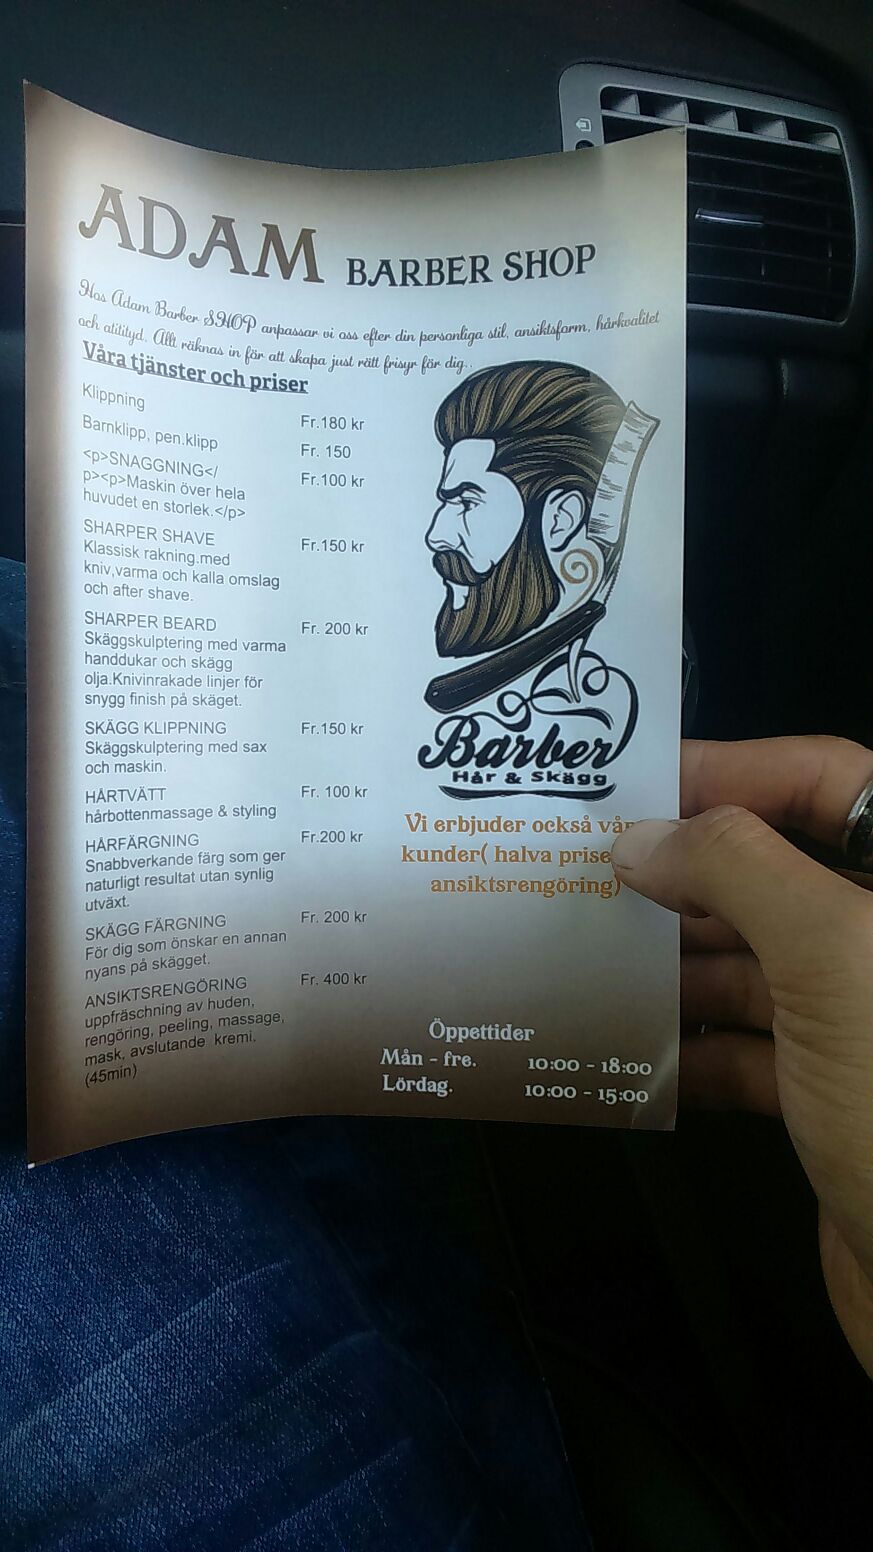 ADAM BARBER SHOP
Hos Adam Barber SHOP anpassar vi oss efter din personliga stil, ansiktsform, hårkvalitet
och atitityd. Allt räknas in för att skapa just rätt frisyr för dig..
Våra tjänster och priser
Klippning Fr.180 kr
Barnklipp, pen.klipp Fr. 150
<p>SNAGGNING</ Fr.100 kr
p><p>Maskin över hela
huvudet en storlek.</p>
SHARPER SHAVE Fr.150 kr
Klassisk rakning.med
kniv,varma och kalla omslag
och after shave.
SHARPER BEARD Fr. 200 kr
Skäggskulptering med varma
handdukar och skägg
olja.Knivinrakade linjer för
snygg finish på skäget.
SKÄGG KLIPPNING Fr.150 kr
Skäggskulptering med sax
och maskin.
HÅRTVÄTT Fr. 100 kr
hårbottenmassage & styling
HÅRFÄRGNING Fr.200 kr
Snabbverkande färg som ger
naturligt resultat utan synlig
utväxt.
SKÄGG FÄRGNING Fr. 200 kr
För dig som önskar en annan
nyans på skägget.
ANSIKTSRENGÖRING Fr. 400 kr
uppfräschning av huden,
rengöring, peeling, massage,
mask, avslutande kremi.
(45min)
Barber
Hår & Skägg
Vi erbjuder också
kunder( halva
ansiktsrengöring)
Öppettider
Mån - fre. 10:00 - 18:00
Lördag. 10:00 - 15:00